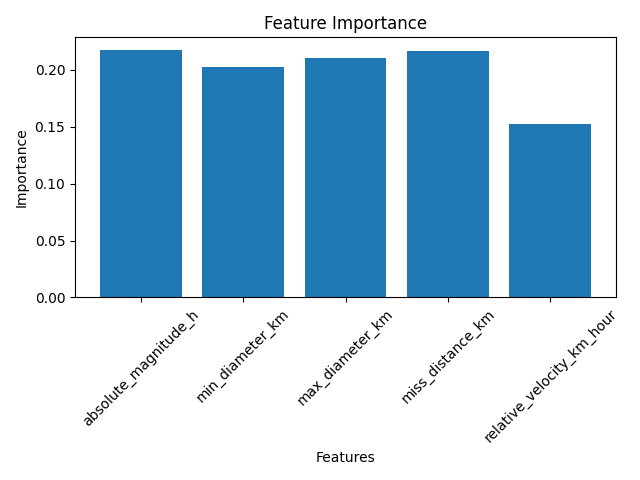 Feature Importance
Importance
0.20
0.15
0.10
0.05
0.00
absolute_magnitude_h
min_diameter_km
max_diameter_km
miss_distance_km
relative_velocity_km_hour
Features